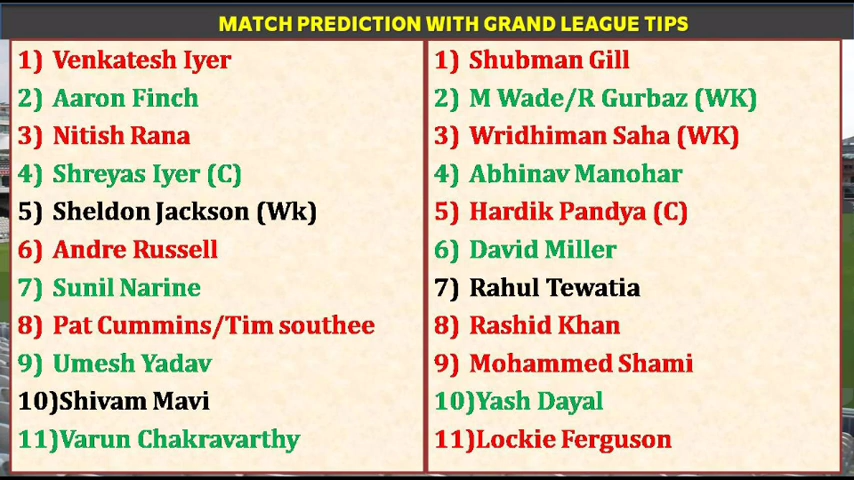 MATCH PREDICTION WITH GRAND LEAGUE TIPS
1) Venkatesh Iyer
2) Aaron Finch
3) Nitish Rana
4) Shreyas Iyer (C)
5) Sheldon Jackson (Wk)
6) Andre Russell
7) Sunil Narine
8) Pat Cummins/Tim southee
9) Umesh Yadav
10)Shivam Mavi
11)Varun Chakravarthy
1) Shubman Gill
2) M Wade/R Gurbaz (WK)
3) Wridhiman Saha (WK)
4) Abhinav Manohar
5) Hardik Pandya (C)
6) David Miller
7) Rahul Tewatia
8) Rashid Khan
9) Mohammed Shami
10)Yash Dayal
11)Lockie Ferguson